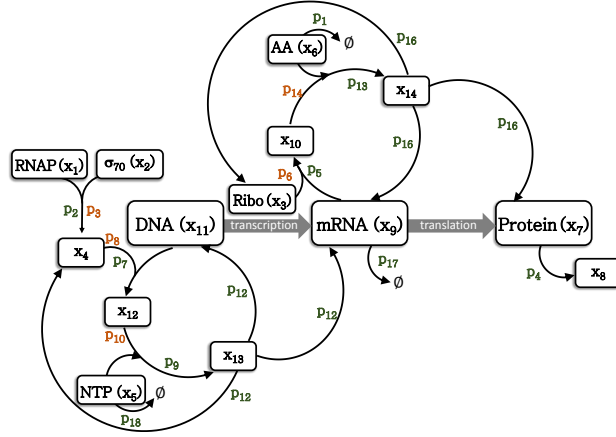 p₁
p₁₆
AA (x₆)
∅
p₁₃
p₁₄
x₁₄
p₁₆
p₁₆
x₁₀
RNAP(x₁)
σ₇₀ (x₂)
p₆
p₅
p₂
p₃
Ribo(x₃)
DNA (x₁₁)
transcription
mRNA (x₉)
translation
Protein(x₇)
x₄
p₈
p₇
p₁₇
∅
p₄
x₈
p₁₂
x₁₂
p₁₂
p₁₀
p₉
x₁₃
NTP (x₅)
∅
p₁₂
p₁₈